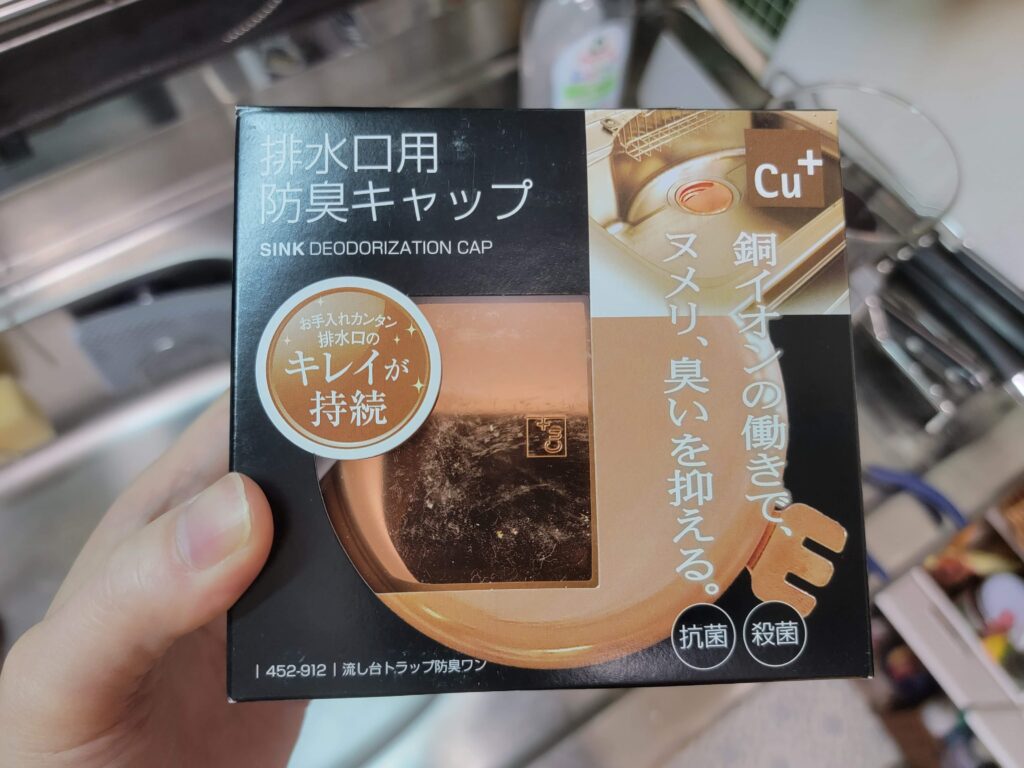 排水口用
防臭キャップ
SINK DEODORIZATION CAP
Cu+
銅イオンの働きで、
ヌメリ、臭いを抑える。
お手入れカンタン
排水口の
キレイが
持続
抗菌
殺菌
| 452-912 | 流し台トラップ防臭ワン